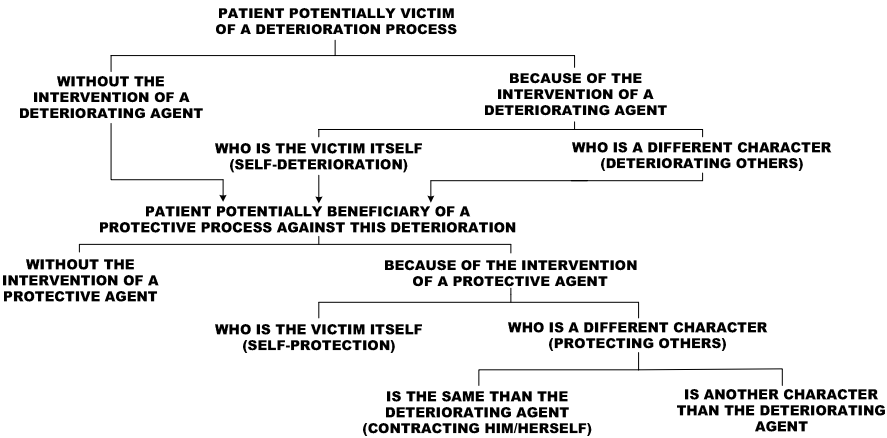 PATIENT POTENTIALLY VICTIM
OF A DETERIORATION PROCESS
WITHOUT THE
INTERVENTION OF A
DETERIORATING AGENT
BECAUSE OF THE
INTERVENTION OF A
DETERIORATING AGENT
WHO IS THE VICTIM ITSELF
(SELF-DETERIORATION)
WHO IS A DIFFERENT CHARACTER
(DETERIORATING OTHERS)
PATIENT POTENTIALLY BENEFICIARY OF A
PROTECTIVE PROCESS AGAINST THIS DETERIORATION
WITHOUT THE
INTERVENTION OF A
PROTECTIVE AGENT
BECAUSE OF THE INTERVENTION
OF A PROTECTIVE AGENT
WHO IS THE VICTIM ITSELF
(SELF-PROTECTION)
WHO IS A DIFFERENT CHARACTER
(PROTECTING OTHERS)
IS THE SAME THAN THE
DETERIORATING AGENT
(CONTRACTING HIM/HERSELF)
IS ANOTHER CHARACTER
THAN THE DETERIORATING
AGENT